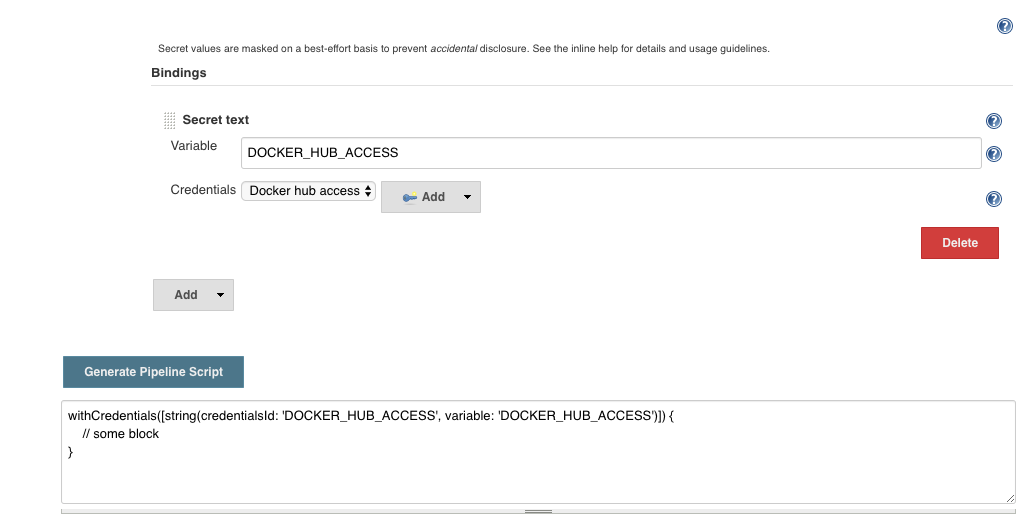 ?
Secret values are masked on a best-effort basis to prevent accidental disclosure. See the inline help for details and usage guidelines.
Bindings
Secret text ?
Variable DOCKER_HUB_ACCESS ?
Credentials Docker hub access Add ?
Delete
Add
Generate Pipeline Script
withCredentials([string(credentialsId: 'DOCKER_HUB_ACCESS', variable: 'DOCKER_HUB_ACCESS')]) {
// some block
}